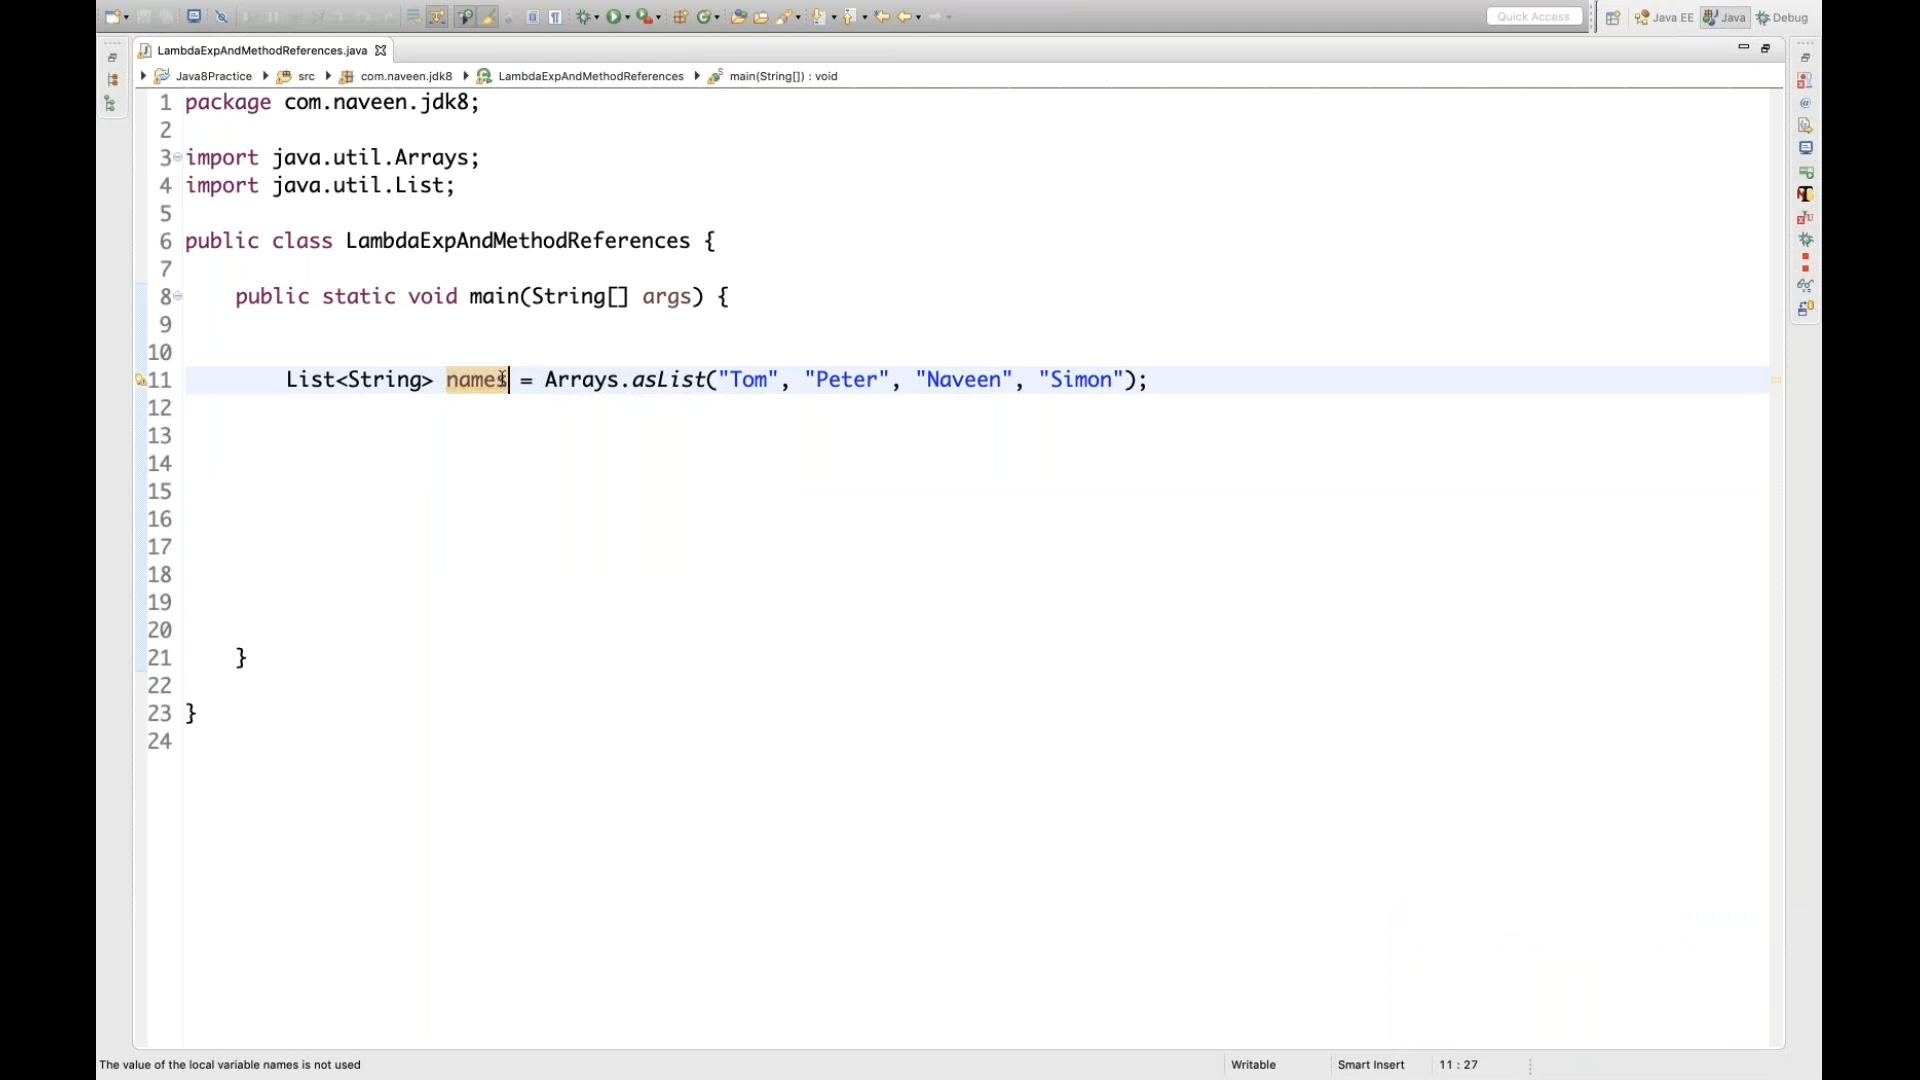 Quick Access
Java EE
Java
Debug
LambdaExpAndMethodReferences.java
Java8Practice
src
com.naveen.jdk8
LambdaExpAndMethodReferences
main(String[]) : void
1 package com.naveen.jdk8;
2
3 import java.util.Arrays;
4 import java.util.List;
5
6 public class LambdaExpAndMethodReferences {
7
8 public static void main(String[] args) {
9
10
11 List<String> names = Arrays.asList("Tom", "Peter", "Naveen", "Simon");
12
13
14
15
16
17
18
19
20
21 }
22
23 }
24
The value of the local variable names is not used
Writable
Smart Insert
11 : 27